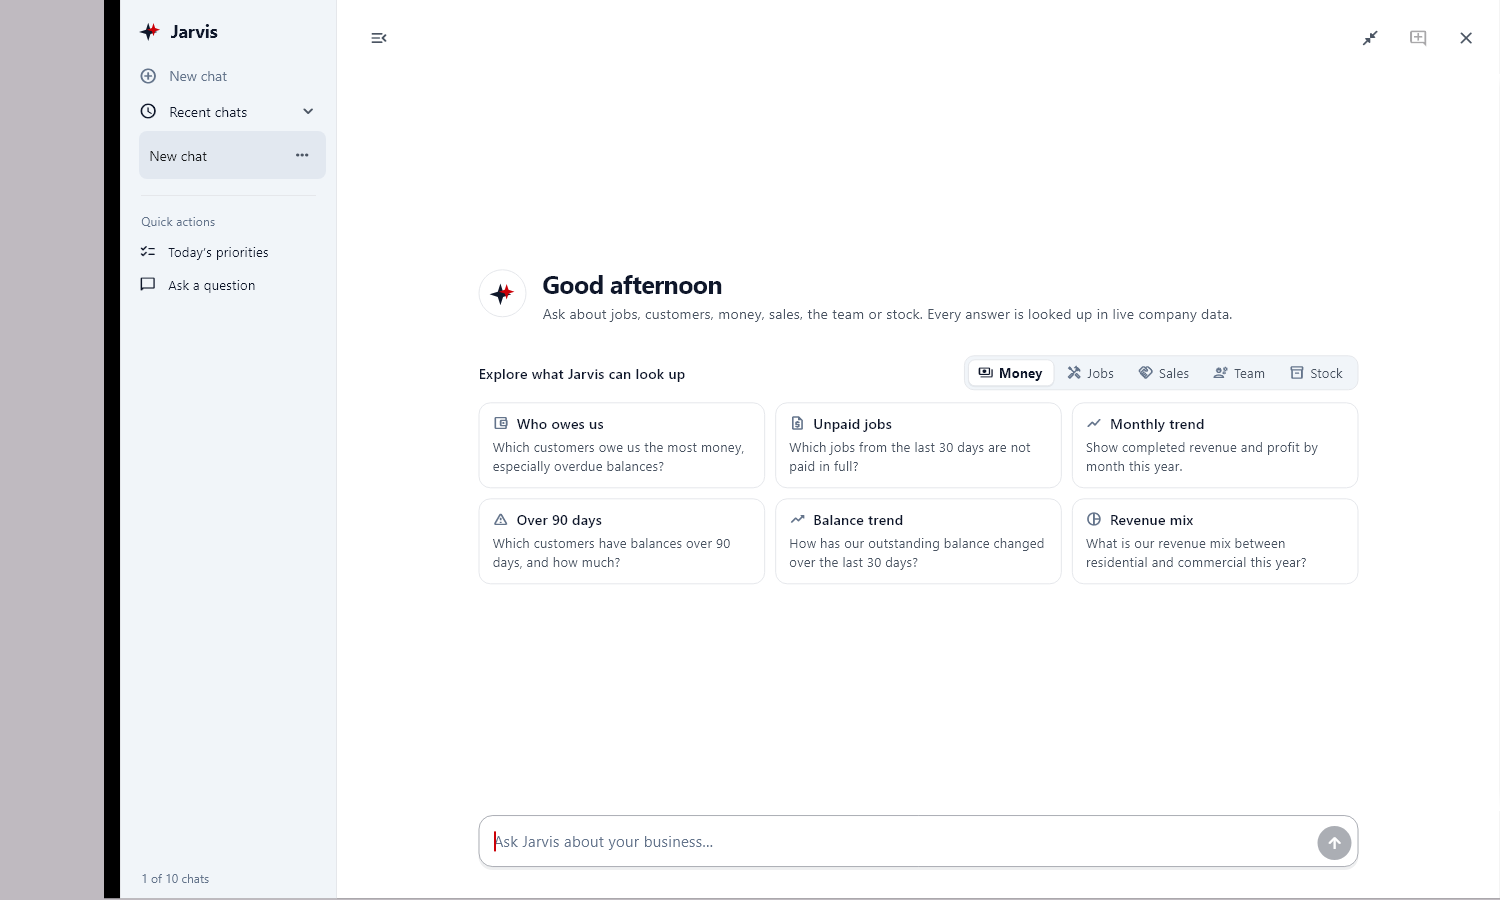 Jarvis
New chat
Recent chats
New chat
Quick actions
Today's priorities
Ask a question
1 of 10 chats
Good afternoon
Ask about jobs, customers, money, sales, the team or stock. Every answer is looked up in live company data.
Explore what Jarvis can look up
Money
Jobs
Sales
Team
Stock
Who owes us
Which customers owe us the most money,
especially overdue balances?
Unpaid jobs
Which jobs from the last 30 days are not
paid in full?
Monthly trend
Show completed revenue and profit by
month this year.
Over 90 days
Which customers have balances over 90
days, and how much?
Balance trend
How has our outstanding balance changed
over the last 30 days?
Revenue mix
What is our revenue mix between
residential and commercial this year?
Ask Jarvis about your business...